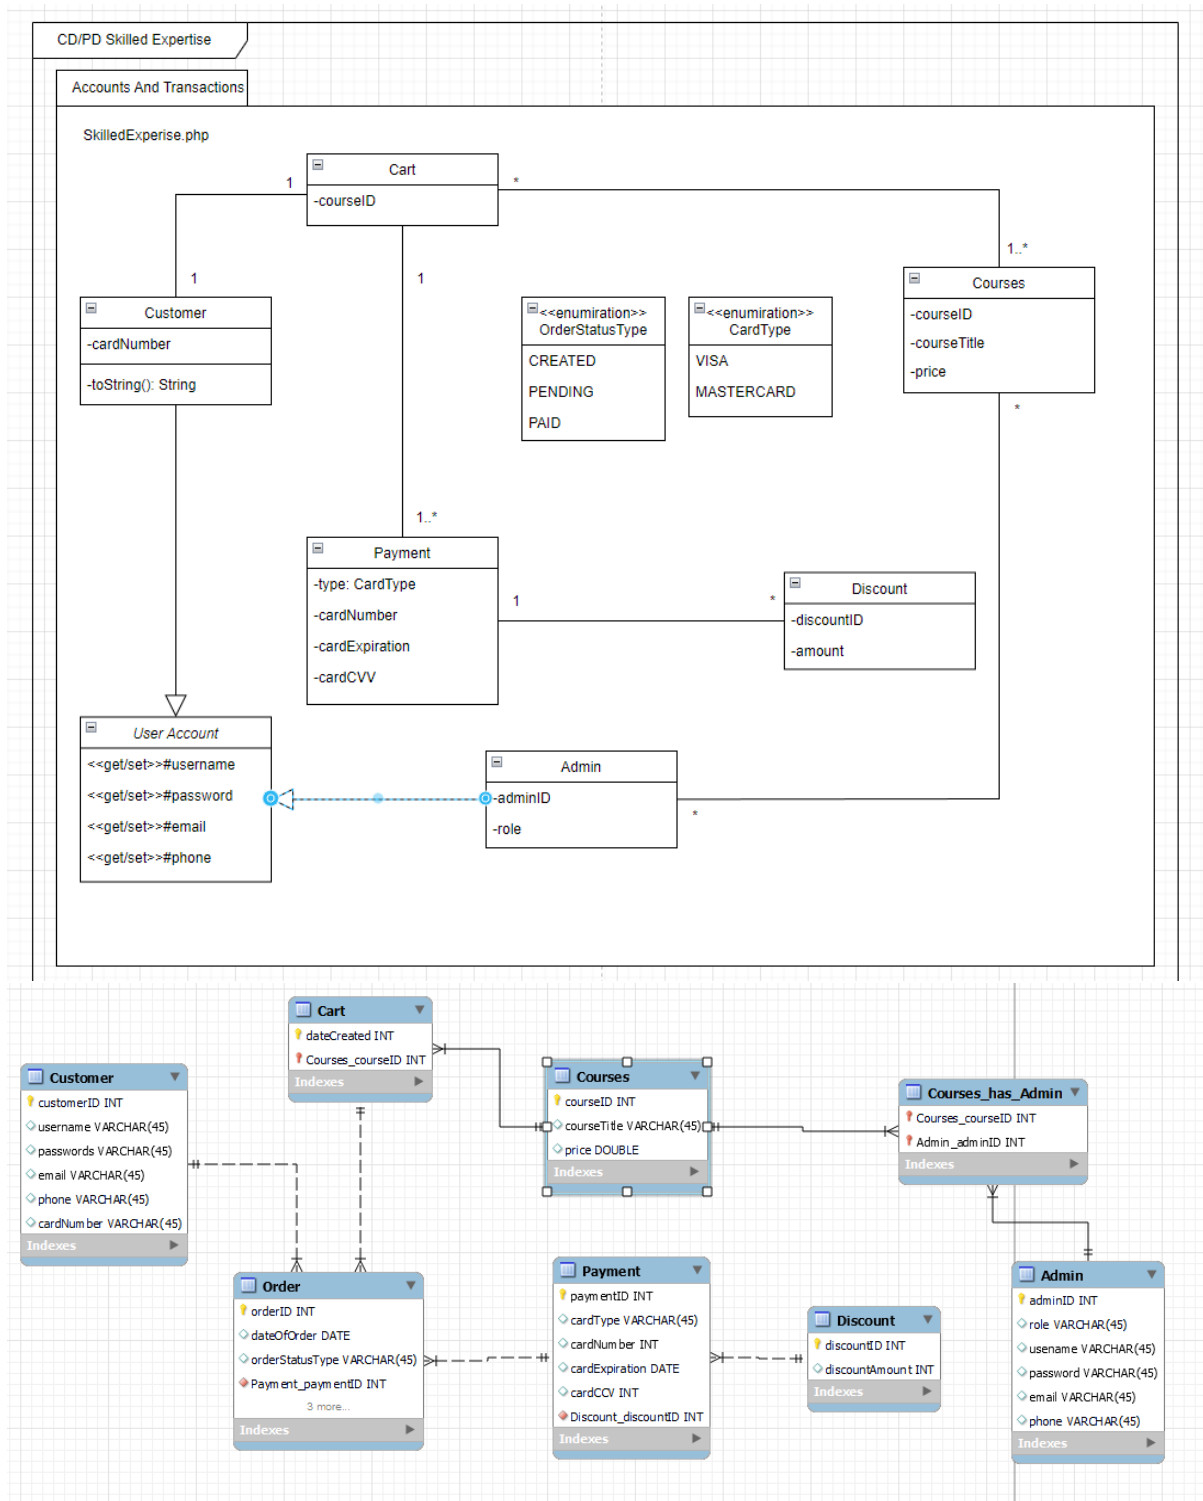 CD/PD Skilled Expertise
Accounts And Transactions
SkilledExperise.php
Cart
-courseID
1
*
1
1
1..*
Customer
-cardNumber
-toString(): String
<<enumiration>>
OrderStatusType
CREATED
PENDING
PAID
<<enumiration>>
CardType
VISA
MASTERCARD
Courses
-courseID
-courseTitle
-price
*
1..*
Payment
-type: CardType
-cardNumber
-cardExpiration
-cardCVV
1
*
Discount
-discountID
-amount
User Account
<<get/set>>#username
<<get/set>>#password
<<get/set>>#email
<<get/set>>#phone
Admin
-adminID
-role
*
Cart
dateCreated INT
Courses_courseID INT
Indexes
Customer
customerID INT
username VARCHAR(45)
passwords VARCHAR(45)
email VARCHAR(45)
phone VARCHAR(45)
cardNumber VARCHAR(45)
Indexes
Courses
courseID INT
courseTitle VARCHAR(45)
price DOUBLE
Indexes
Courses_has_Admin
Courses_courseID INT
Admin_adminID INT
Indexes
Order
orderID INT
dateOfOrder DATE
orderStatusType VARCHAR(45)
Payment_paymentID INT
3 more...
Indexes
Payment
paymentID INT
cardType VARCHAR(45)
cardNumber INT
cardExpiration DATE
cardCCV INT
Discount_discountID INT
Indexes
Discount
discountID INT
discountAmount INT
Indexes
Admin
adminID INT
role VARCHAR(45)
usename VARCHAR(45)
password VARCHAR(45)
email VARCHAR(45)
phone VARCHAR(45)
Indexes